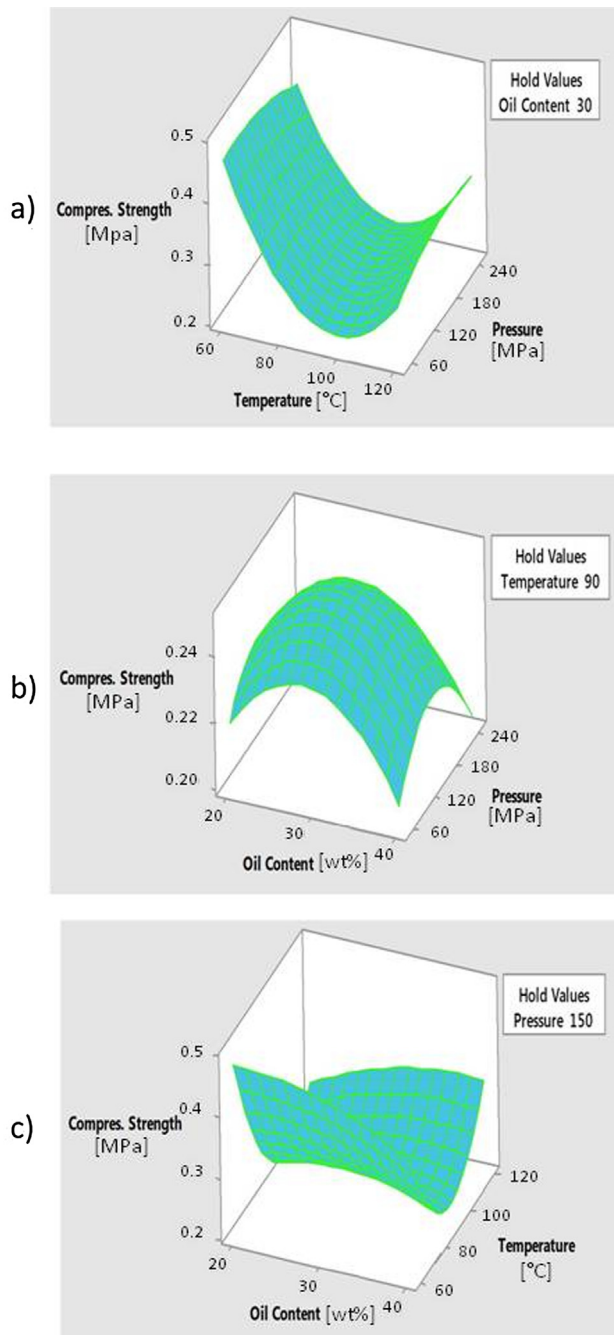 a)
Hold Values
Oil Content 30
0.5
0.4
0.3
0.2
Compres. Strength
[Mpa]
60
80
100
120
Temperature [°C]
240
180
120
60
Pressure
[MPa]
b)
Hold Values
Temperature 90
0.24
0.22
0.20
Compres. Strength
[MPa]
20
30
40
Oil Content [wt%]
240
180
120
60
Pressure
[MPa]
c)
Hold Values
Pressure 150
0.5
0.4
0.3
0.2
Compres. Strength
[MPa]
20
30
40
Oil Content [wt%]
120
100
80
60
Temperature
[°C]